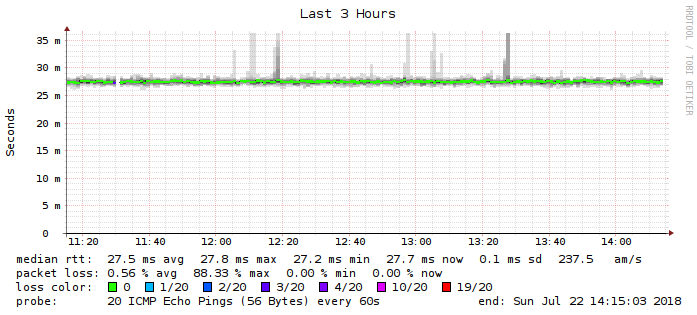 Last 3 Hours
RRDTOOL / TOBI OETIKER
Seconds
35 m
30 m
25 m
20 m
15 m
10 m
5 m
0
11:20 11:40 12:00 12:20 12:40 13:00 13:20 13:40 14:00
median rtt: 27.5 ms avg 27.8 ms max 27.2 ms min 27.7 ms now 0.1 ms sd 237.5 am/s
packet loss: 0.56 % avg 88.33 % max 0.00 % min 0.00 % now
loss color: 0 1/20 2/20 3/20 4/20 10/20 19/20
probe: 20 ICMP Echo Pings (56 Bytes) every 60s end: Sun Jul 22 14:15:03 2018